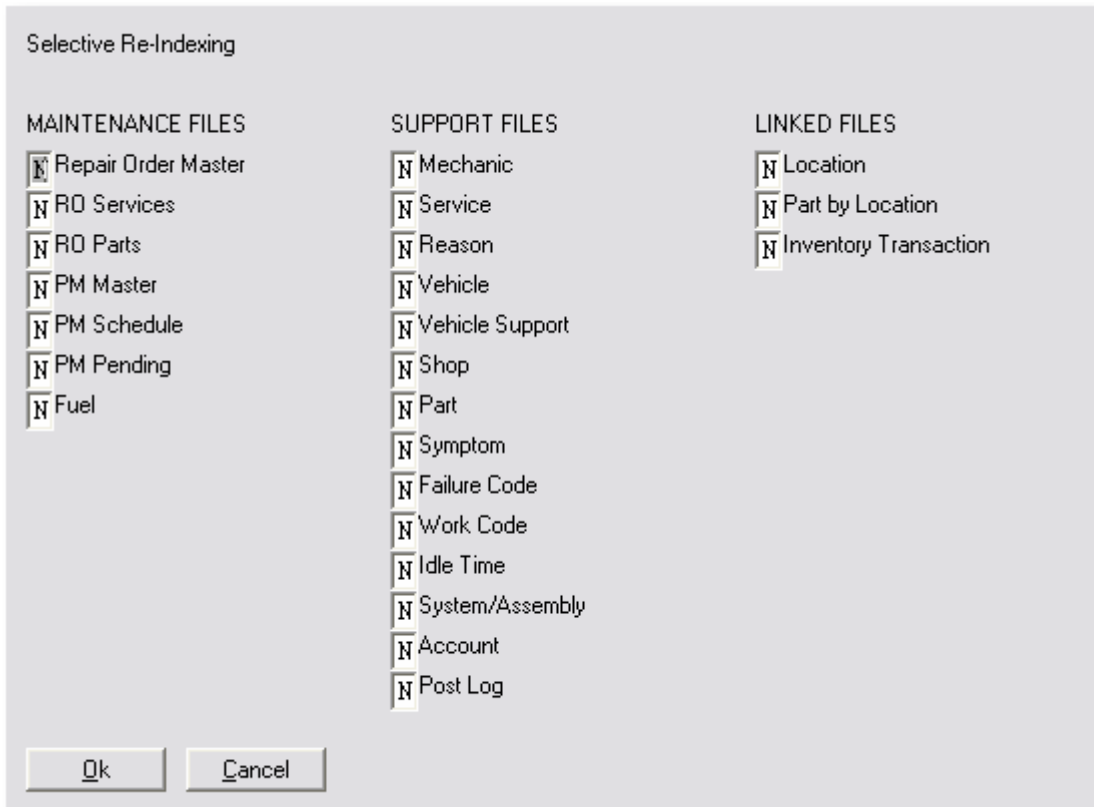 Selective Re-Indexing
MAINTENANCE FILES SUPPORT FILES LINKED FILES
N Repair Order Master N Mechanic N Location
N RO Services N Service N Part by Location
N RO Parts N Reason N Inventory Transaction
N PM Master N Vehicle
N PM Schedule N Vehicle Support
N PM Pending N Shop
N Fuel N Part
N Symptom
N Failure Code
N Work Code
N Idle Time
N System/Assembly
N Account
N Post Log
Ok Cancel